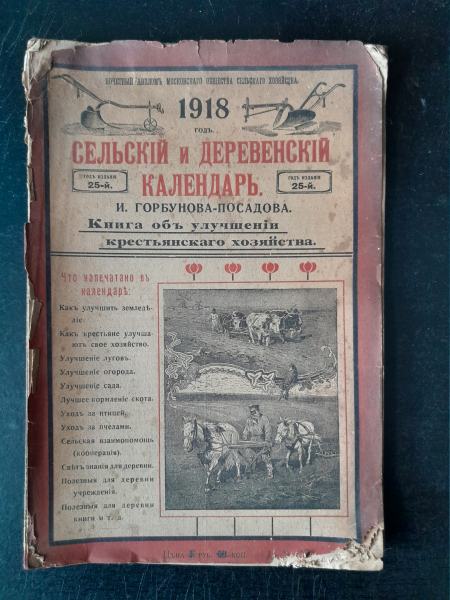 ПОЧЕТНЫЙ ДИПЛОМЪ МОСКОВСКАГО ОБЩЕСТВА СЕЛЬСКАГО ХОЗЯЙСТВА.
1918
ГОДЪ.
СЕЛЬСКІЙ и ДЕРЕВЕНСКІЙ
ГОДЪ ИЗДАНІЯ
25-й.
КАЛЕНДАРЬ.
ГОДЪ ИЗДАНІЯ
25-й.
И. ГОРБУНОВА-ПОСАДОВА.
Книга объ улучшеніи
крестьянскаго хозяйства.
Что напечатано въ
календарѣ:
Какъ улучшить земледѣ-
ліе.
Какъ крестьяне улучша-
ютъ свое хозяйство.
Улучшеніе луговъ.
Улучшеніе огорода.
Улучшеніе сада.
Лучшее кормленіе скота.
Уходъ за птицей.
Уходъ за пчелами.
Сельская взаимопомощь
(кооперація).
Свѣтъ знанія для деревни.
Полезныя для деревни
учрежденія.
Полезныя для деревни
книги и т. д.
Цѣна руб. 60 коп.